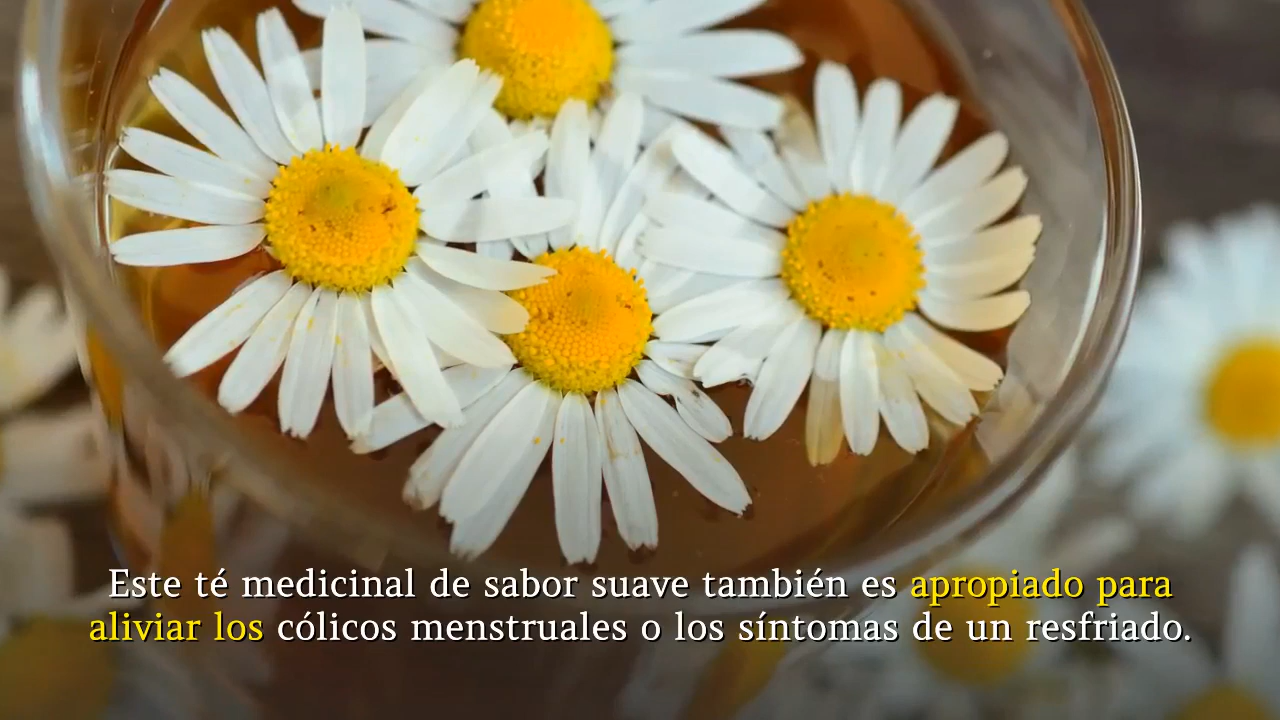 Este té medicinal de sabor suave también es apropiado para
aliviar los cólicos menstruales o los síntomas de un resfriado.